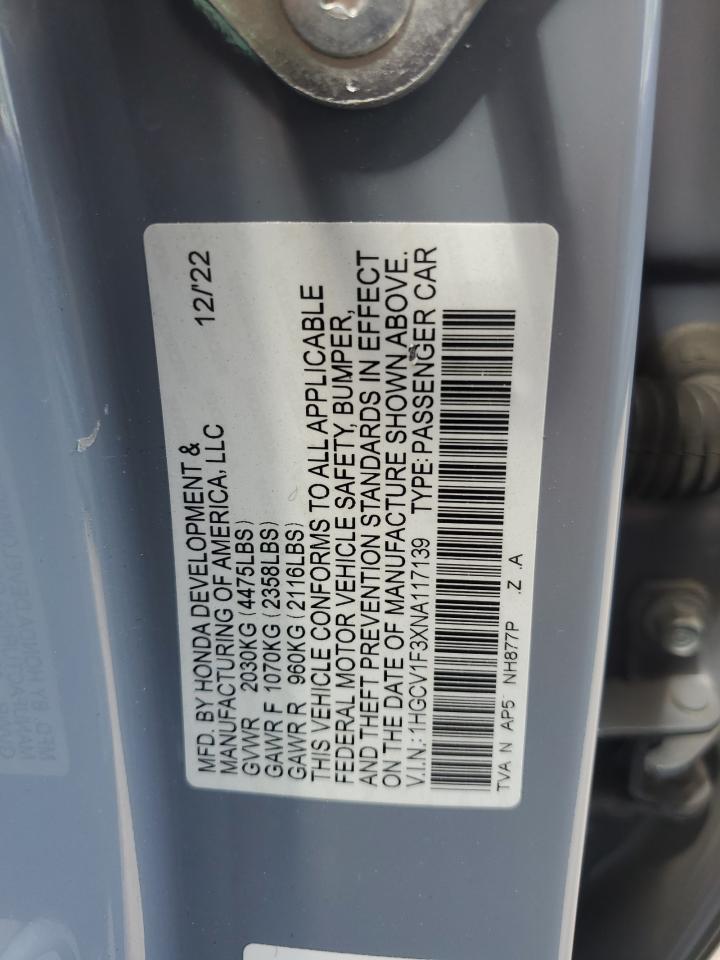 MFD. BY HONDA DEVELOPMENT &
MANUFACTURING OF AMERICA, LLC 12/'22
GVWR 2030KG (4475LBS)
GAWR F 1070KG (2358LBS)
GAWR R 960KG (2116LBS)
THIS VEHICLE CONFORMS TO ALL APPLICABLE
FEDERAL MOTOR VEHICLE SAFETY, BUMPER,
AND THEFT PREVENTION STANDARDS IN EFFECT
ON THE DATE OF MANUFACTURE SHOWN ABOVE.
V.I.N.: 1HGCV1F3XNA117139 TYPE: PASSENGER CAR
TVA N AP5 NH877P .Z .A